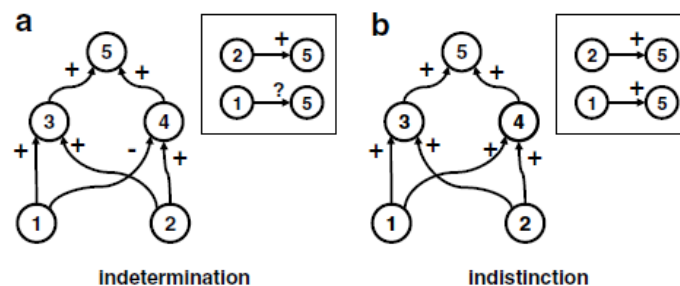 a
5
+ +
3 4
+ + - +
1 2
indetermination
2 + 5
1 ? 5
b
5
+ +
3 4
+ + + +
1 2
indistinction
2 + 5
1 + 5